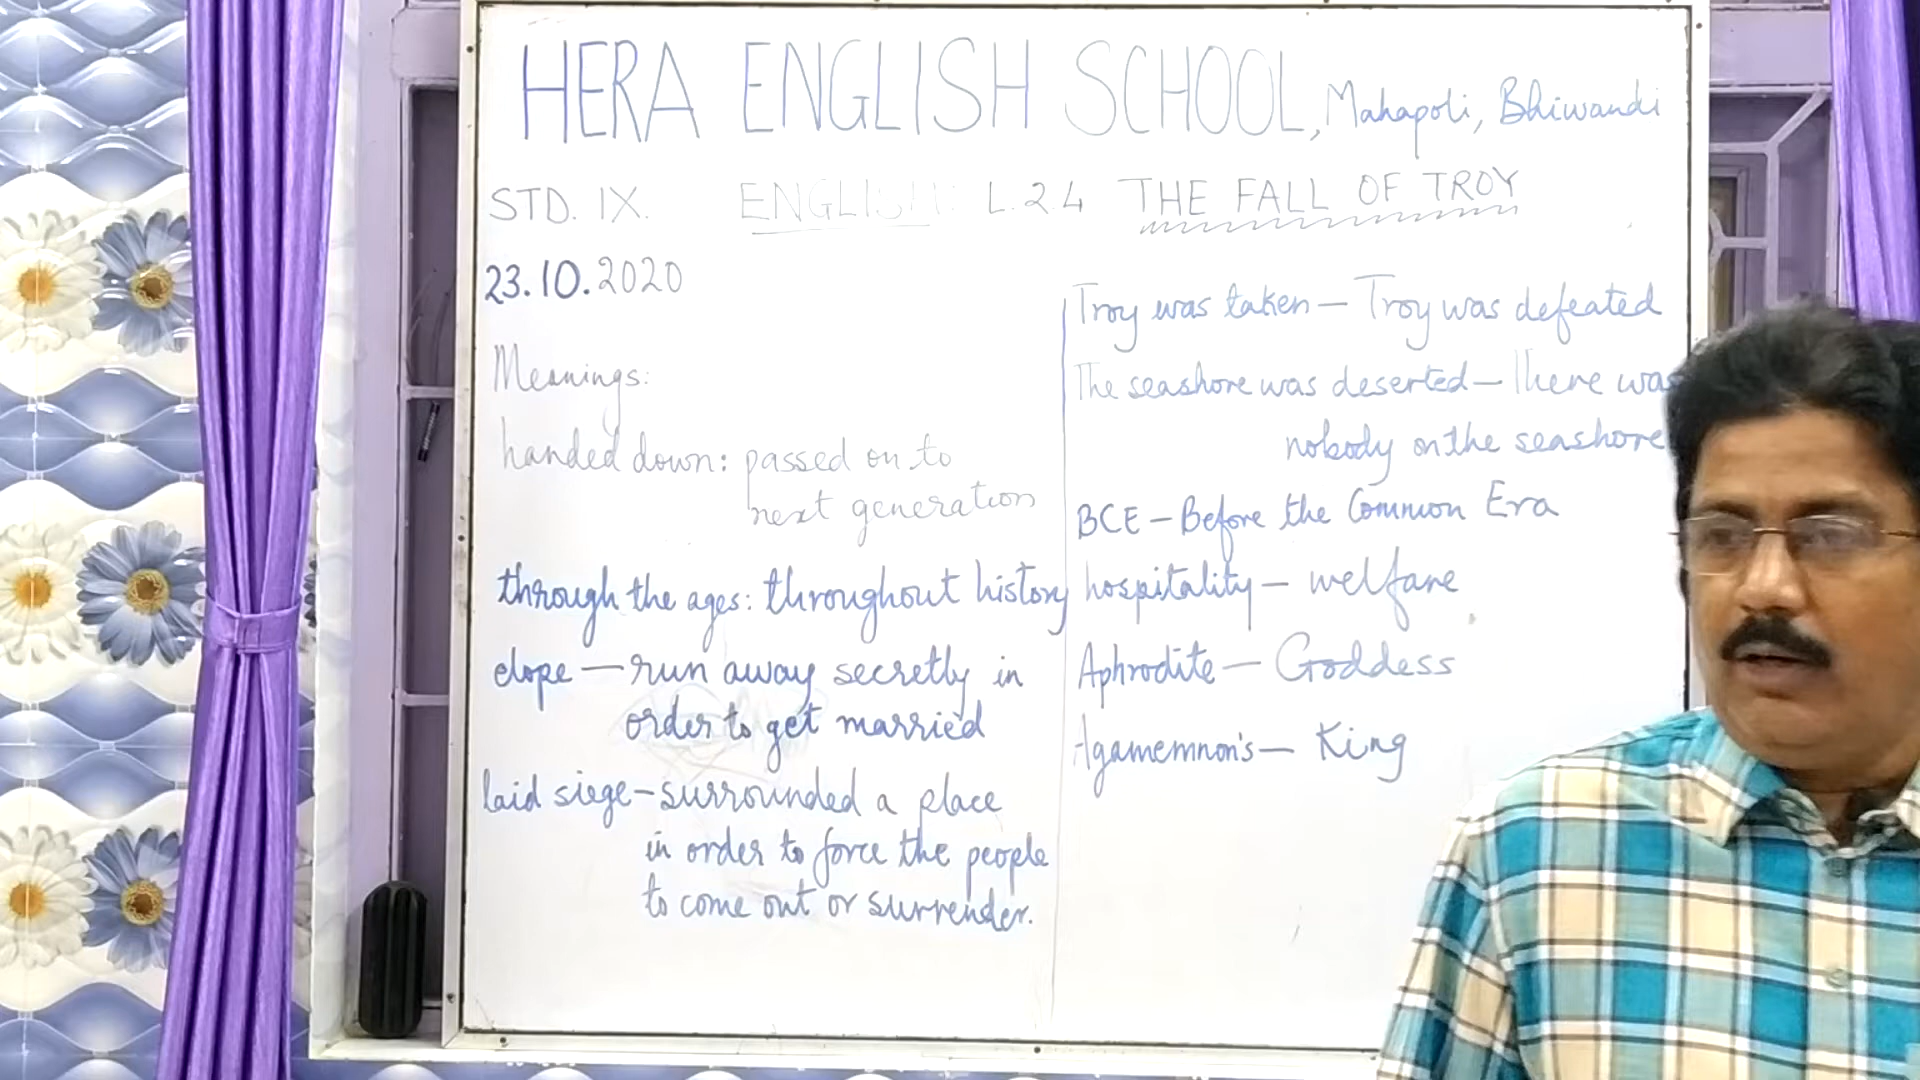 HERA ENGLISH SCHOOL, Mahapoli, Bhiwandi
STD. IX. ENGLISH: L.2.4 THE FALL OF TROY
23.10.2020
Meanings:
handed down: passed on to
next generation
through the ages: throughout history
elope — run away secretly in
order to get married
laid siege – surrounded a place
in order to force the people
to come out or surrender.
Troy was taken — Troy was defeated
The seashore was deserted — There was
nobody on the seashore
BCE – Before the Common Era
hospitality — welfare
Aphrodite — Goddess
Agamemnon's — King